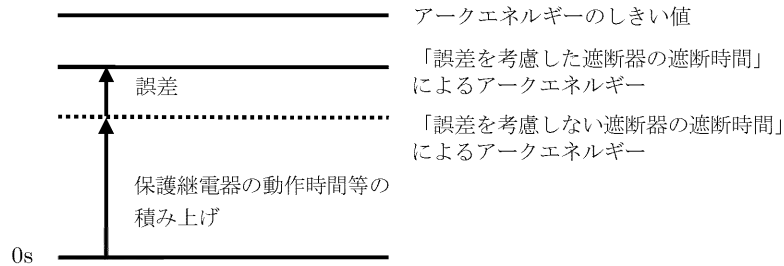 アークエネルギーのしきい値
「誤差を考慮した遮断器の遮断時間」
によるアークエネルギー
誤差
「誤差を考慮しない遮断器の遮断時間」
によるアークエネルギー
保護継電器の動作時間等の
積み上げ
0s